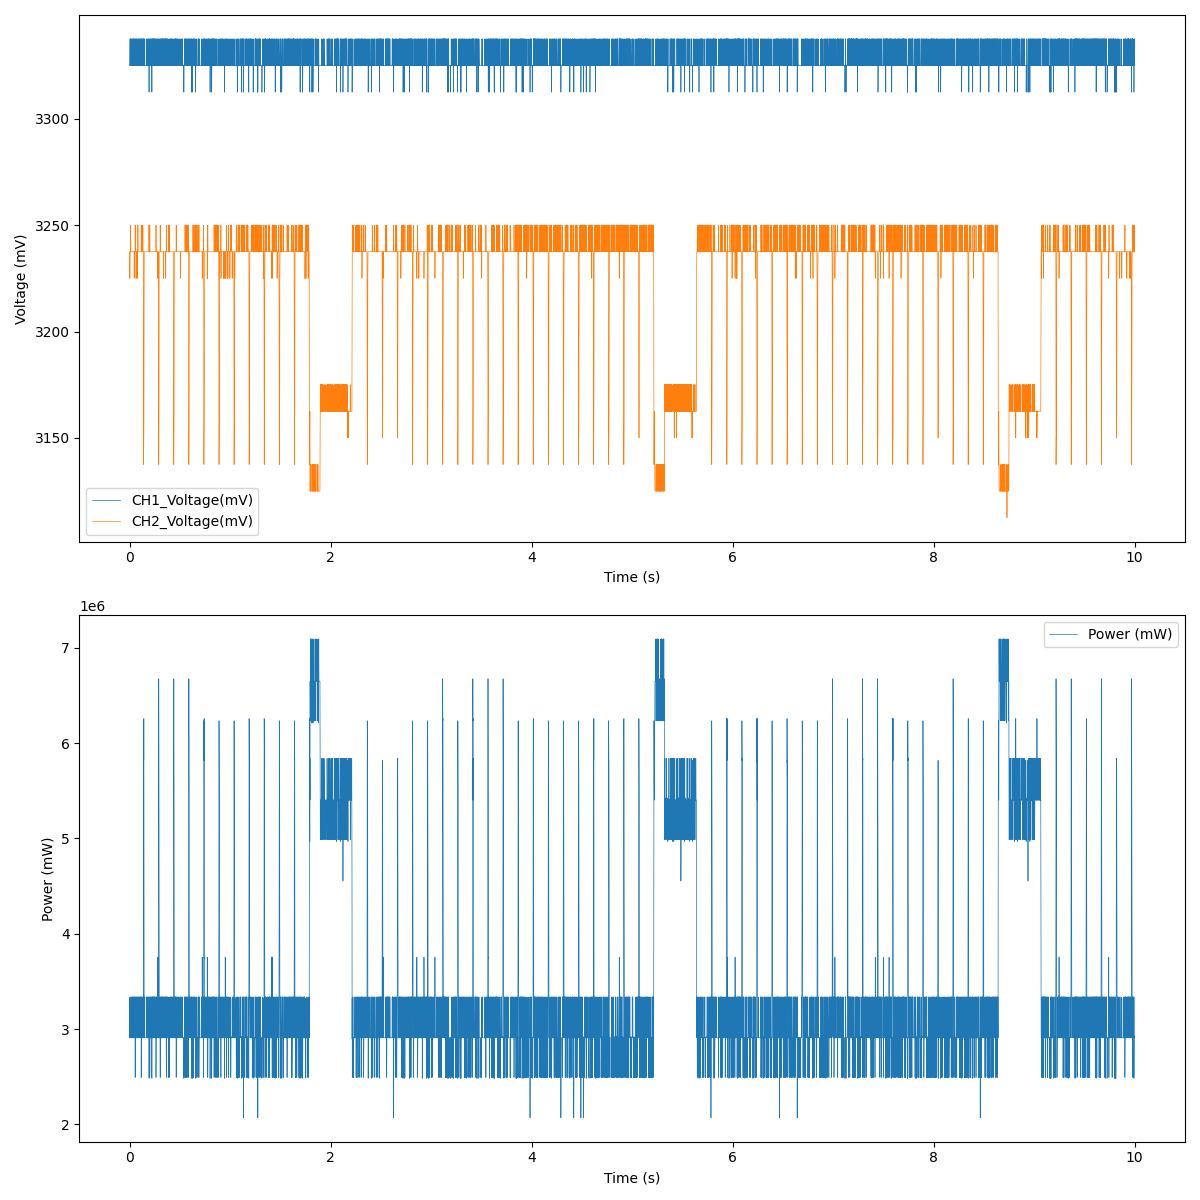 3300
3250
3200
3150
Voltage (mV)
CH1_Voltage(mV)
CH2_Voltage(mV)
0 2 4 6 8 10
Time (s)
1e6
7
6
5
4
3
2
Power (mW)
Power (mW)
0 2 4 6 8 10
Time (s)